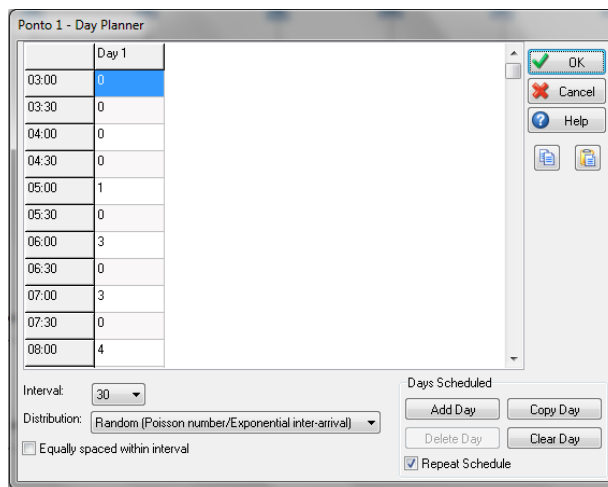 Ponto 1 - Day Planner
Day 1
03:00 0
03:30 0
04:00 0
04:30 0
05:00 1
05:30 0
06:00 3
06:30 0
07:00 3
07:30 0
08:00 4
OK
Cancel
Help
Interval: 30
Distribution: Random (Poisson number/Exponential inter-arrival)
Equally spaced within interval
Days Scheduled
Add Day Copy Day
Delete Day Clear Day
Repeat Schedule